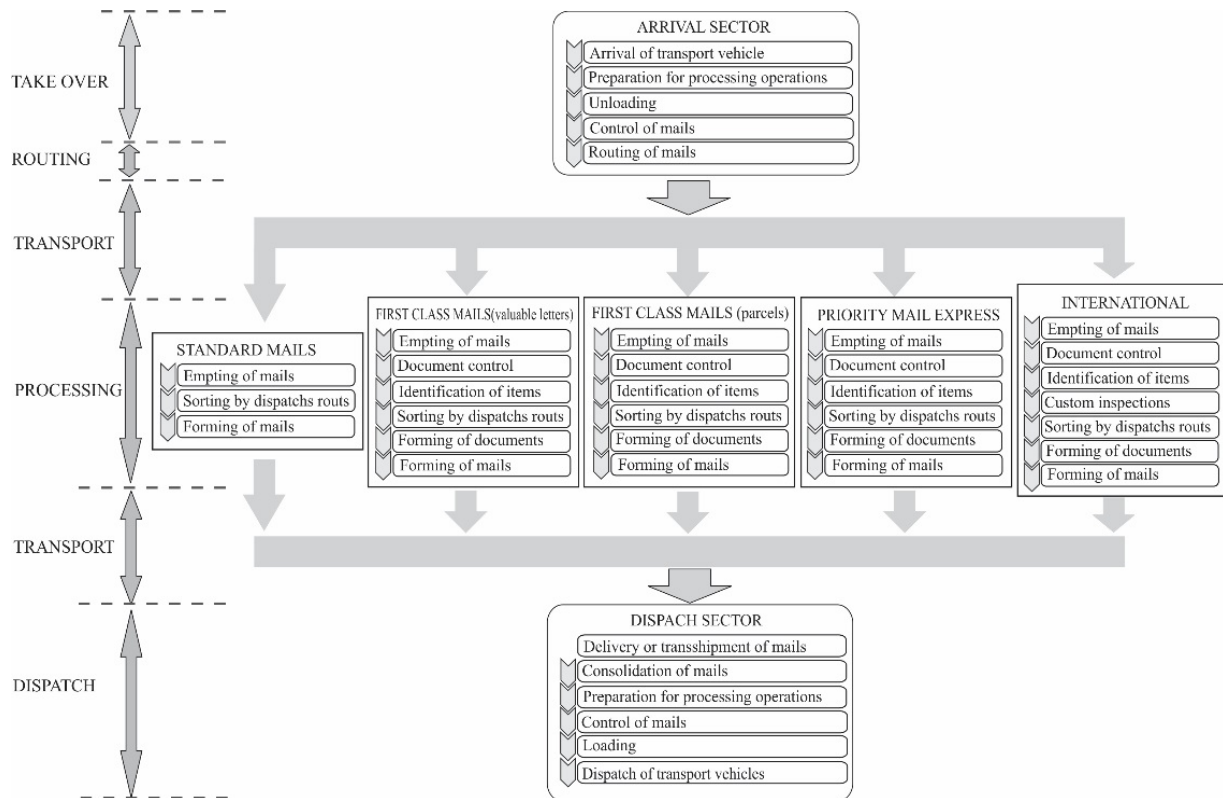 ARRIVAL SECTOR
Arrival of transport vehicle
Preparation for processing operations
Unloading
Control of mails
Routing of mails
TAKE OVER
ROUTING
TRANSPORT
PROCESSING
TRANSPORT
DISPATCH
STANDARD MAILS
Empting of mails
Sorting by dispatchs routs
Forming of mails
FIRST CLASS MAILS(valuable letters)
Empting of mails
Document control
Identification of items
Sorting by dispatchs routs
Forming of documents
Forming of mails
FIRST CLASS MAILS (parcels)
Empting of mails
Document control
Identification of items
Sorting by dispatchs routs
Forming of documents
Forming of mails
PRIORITY MAIL EXPRESS
Empting of mails
Document control
Identification of items
Sorting by dispatchs routs
Forming of documents
Forming of mails
INTERNATIONAL
Empting of mails
Document control
Identification of items
Custom inspections
Sorting by dispatchs routs
Forming of documents
Forming of mails
DISPACH SECTOR
Delivery or transshipment of mails
Consolidation of mails
Preparation for processing operations
Control of mails
Loading
Dispatch of transport vehicles